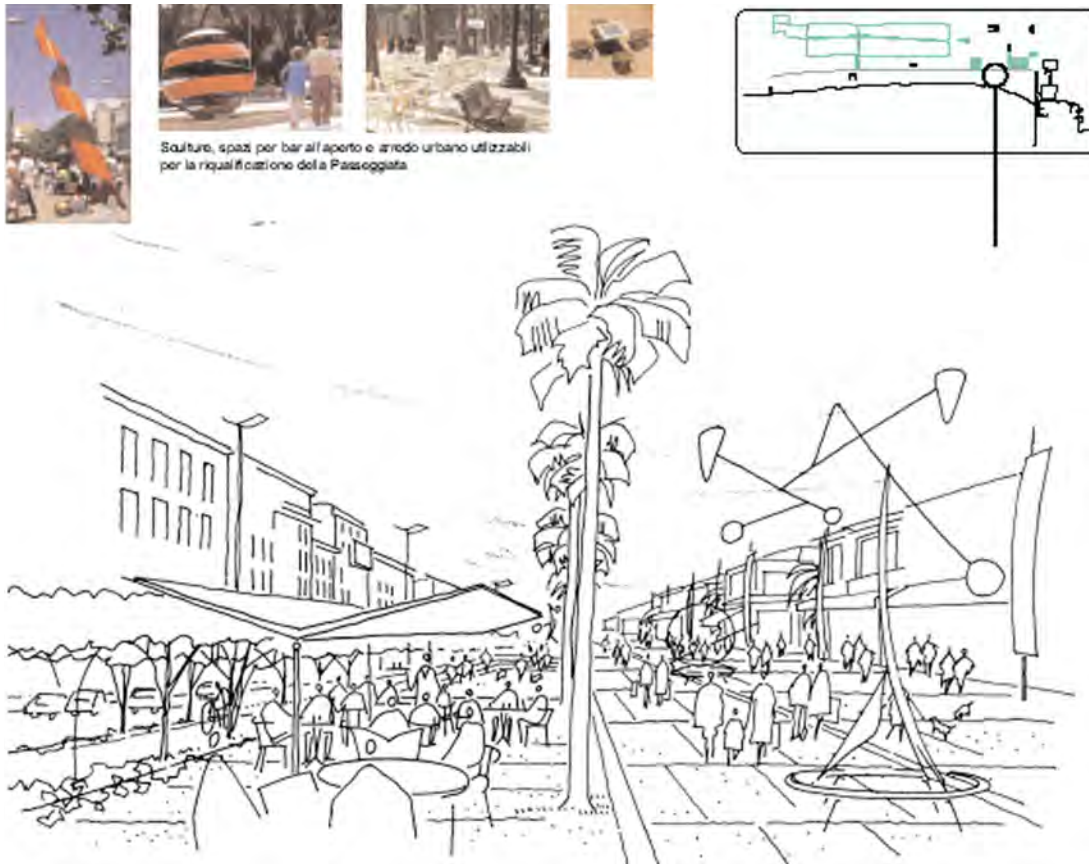 Sculture, spazi per bar all'aperto e arredo urbano utilizzabili
per la riqualificazione della Passeggiata